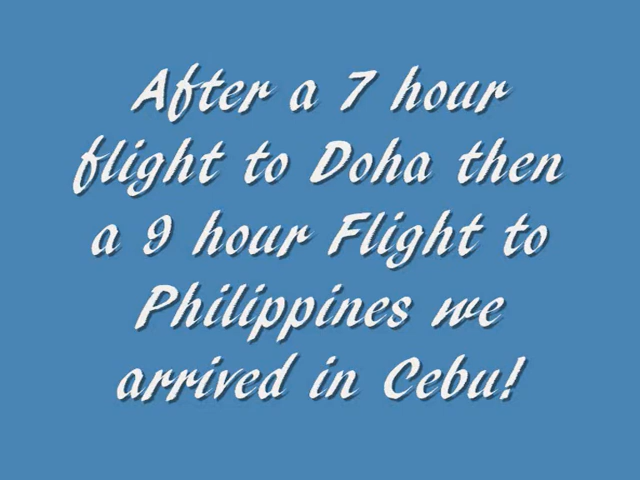 After a 7 hour
flight to Doha then
a 9 hour Flight to
Philippines we
arrived in Cebu!